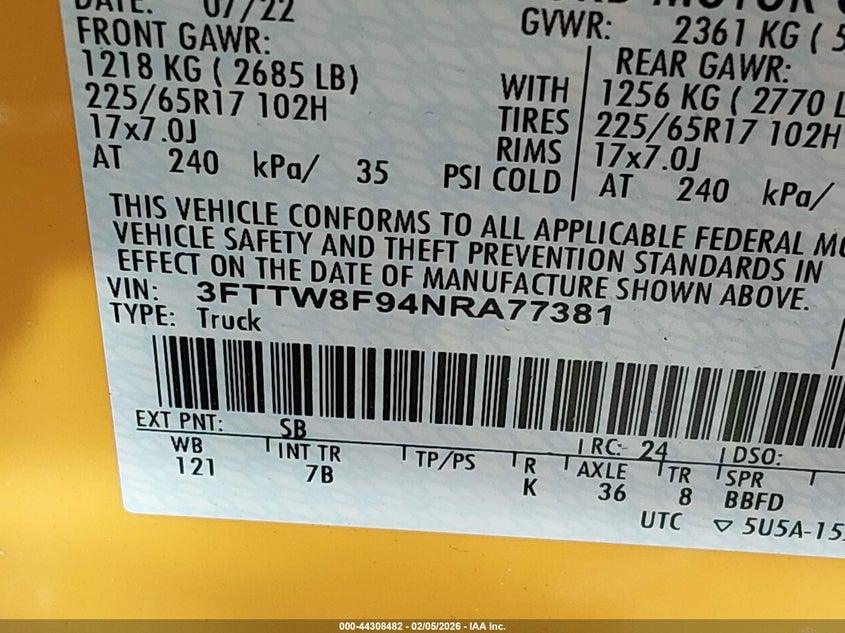 DATE: 07/22
GVWR: 2361 KG (
FRONT GAWR:
1218 KG ( 2685 LB)
225/65R17 102H
17x7.0J
AT 240 kPa/ 35 PSI COLD
WITH
TIRES
RIMS
REAR GAWR:
1256 KG ( 2770
225/65R17 102H
17x7.0J
AT 240 kPa/
THIS VEHICLE CONFORMS TO ALL APPLICABLE FEDERAL
VEHICLE SAFETY AND THEFT PREVENTION STANDARDS IN
EFFECT ON THE DATE OF MANUFACTURE SHOWN ABOVE.
VIN: 3FTTW8F94NRA77381
TYPE: Truck
EXT PNT: SB RC: 24 DSO:
WB INT TR TP/PS R AXLE TR SPR
121 7B K 36 8 BBFD
UTC ▽ 5U5A-15
000-44308482 - 02/05/2026 - IAA Inc.